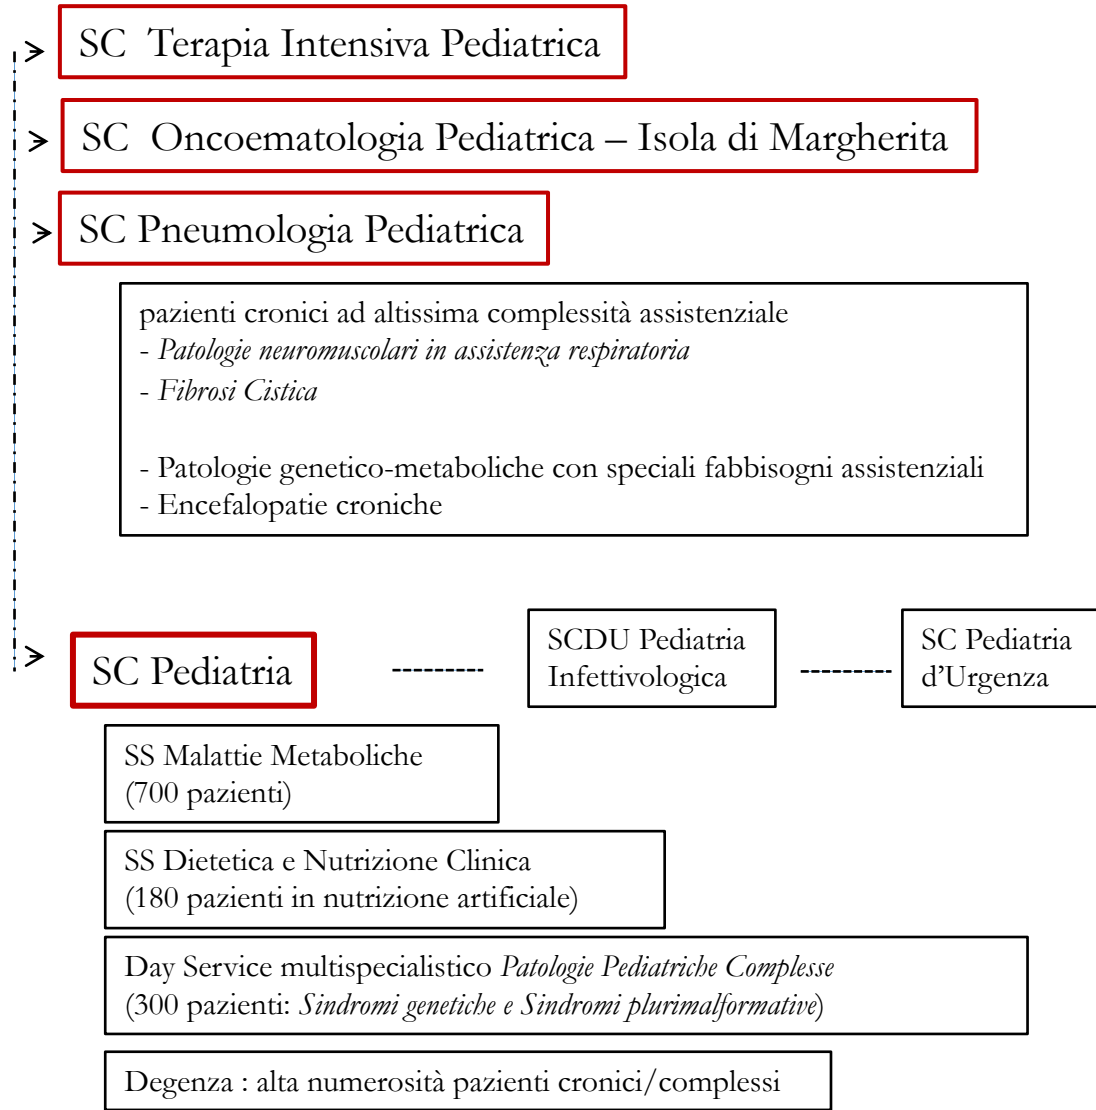 SC Terapia Intensiva Pediatrica
SC Oncoematologia Pediatrica – Isola di Margherita
SC Pneumologia Pediatrica
pazienti cronici ad altissima complessità assistenziale
- Patologie neuromuscolari in assistenza respiratoria
- Fibrosi Cistica
- Patologie genetico-metaboliche con speciali fabbisogni assistenziali
- Encefalopatie croniche
SC Pediatria
SCDU Pediatria
Infettivologica
SC Pediatria
d’Urgenza
SS Malattie Metaboliche
(700 pazienti)
SS Dietetica e Nutrizione Clinica
(180 pazienti in nutrizione artificiale)
Day Service multispecialistico Patologie Pediatriche Complesse
(300 pazienti: Sindromi genetiche e Sindromi plurimalformative)
Degenza : alta numerosità pazienti cronici/complessi